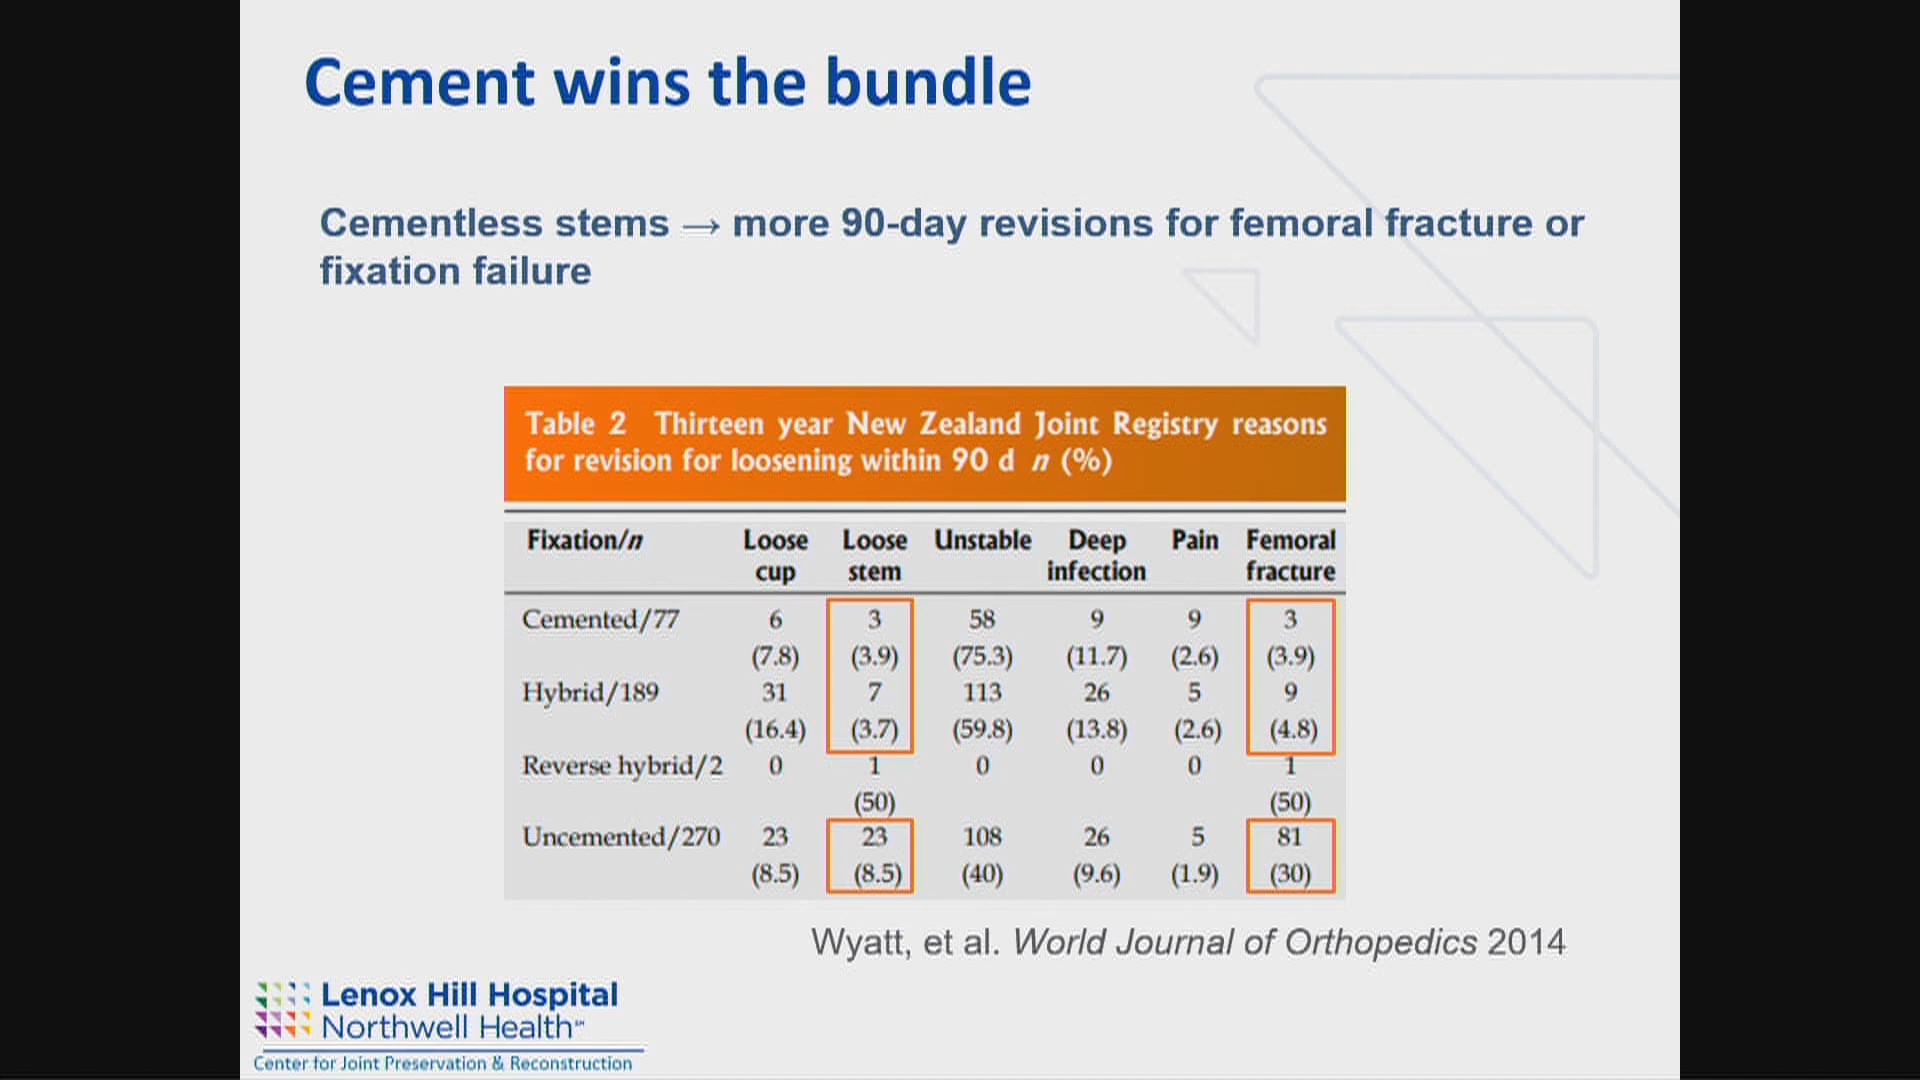 Cement wins the bundle
Cementless stems → more 90-day revisions for femoral fracture or
fixation failure
Table 2 Thirteen year New Zealand Joint Registry reasons
for revision for loosening within 90 d n (%)
Fixation/n Loose Loose Unstable Deep Pain Femoral
cup stem infection fracture
Cemented/77 6 3 58 9 9 3
(7.8) (3.9) (75.3) (11.7) (2.6) (3.9)
Hybrid/189 31 7 113 26 5 9
(16.4) (3.7) (59.8) (13.8) (2.6) (4.8)
Reverse hybrid/2 0 1 0 0 0 1
(50) (50)
Uncemented/270 23 23 108 26 5 81
(8.5) (8.5) (40) (9.6) (1.9) (30)
Wyatt, et al. World Journal of Orthopedics 2014
Lenox Hill Hospital
Northwell Health℠
Center for Joint Preservation & Reconstruction